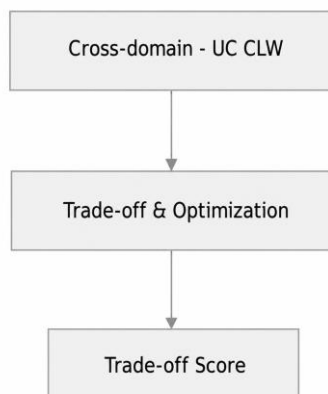 Cross-domain - UC CLW
Trade-off & Optimization
Trade-off Score